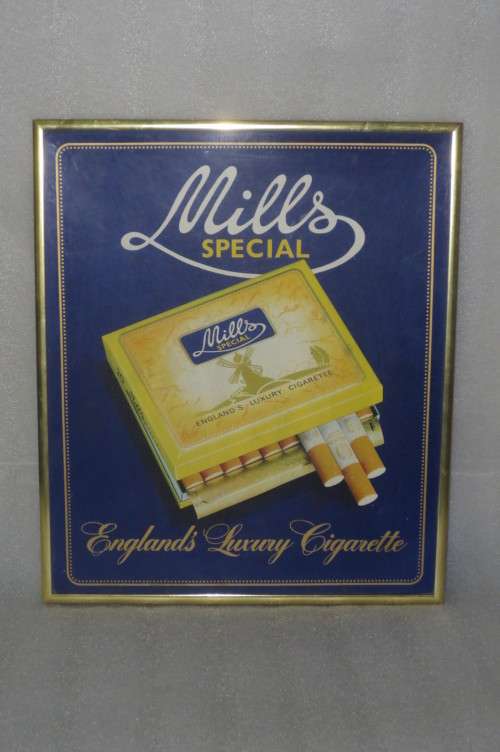 Mills
SPECIAL
Mills
SPECIAL
ENGLAND'S LUXURY CIGARETTE
England's Luxury Cigarette